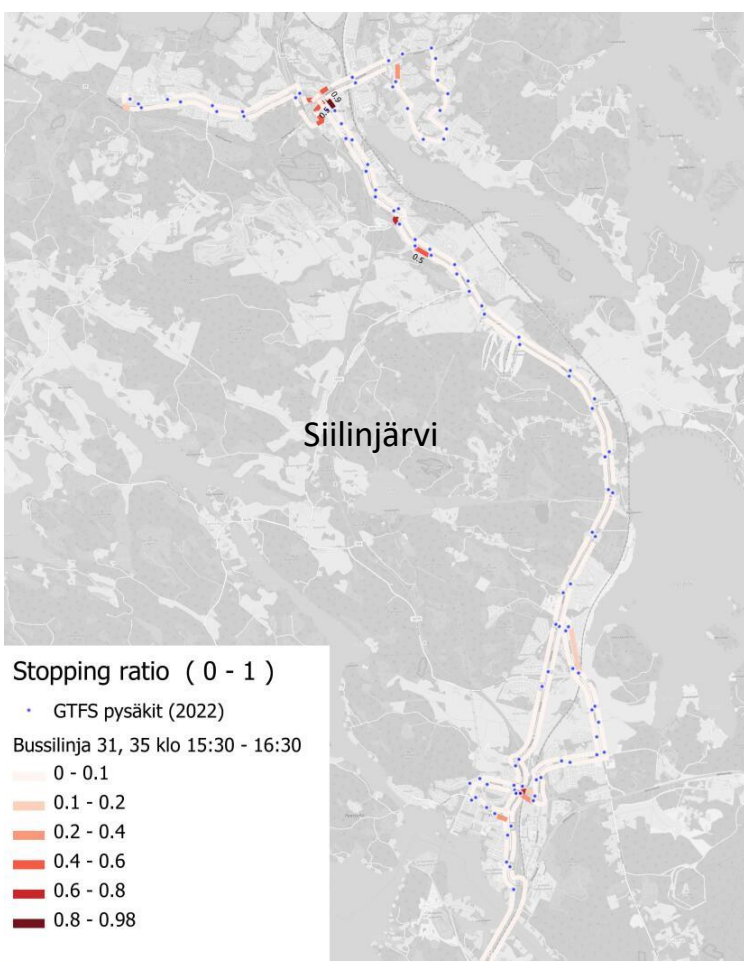 0.9
0.5
0.5
Siilinjärvi
Stopping ratio ( 0 - 1 )
GTFS pysäkit (2022)
Bussilinja 31, 35 klo 15:30 - 16:30
0 - 0.1
0.1 - 0.2
0.2 - 0.4
0.4 - 0.6
0.6 - 0.8
0.8 - 0.98